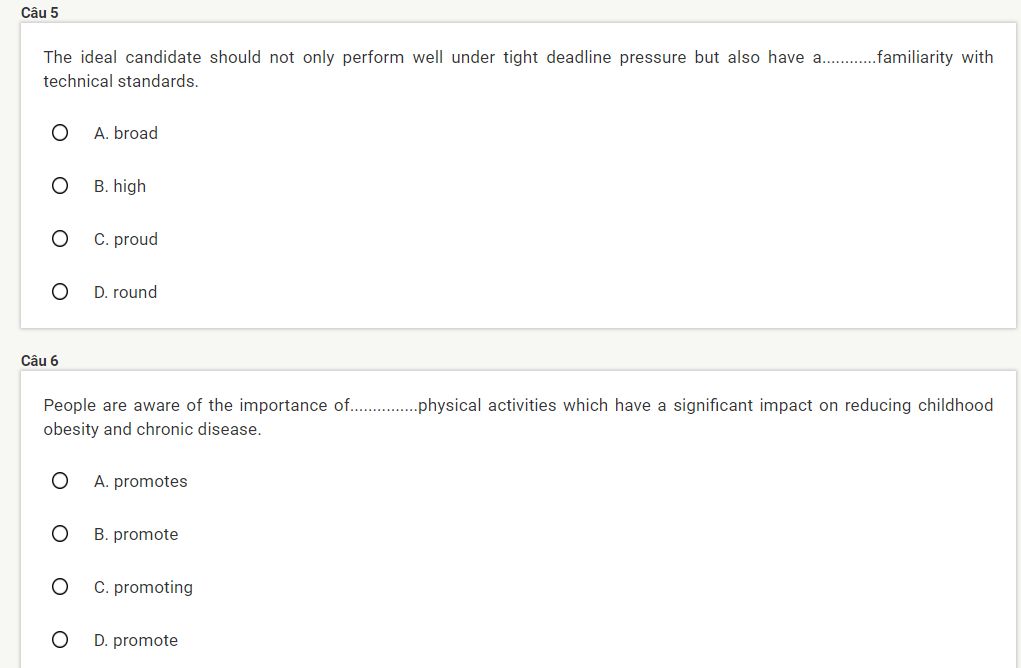 Câu 5
The ideal candidate should not only perform well under tight deadline pressure but also have a............familiarity with
technical standards.
A. broad
B. high
C. proud
D. round
Câu 6
People are aware of the importance of...............physical activities which have a significant impact on reducing childhood
obesity and chronic disease.
A. promotes
B. promote
C. promoting
D. promote